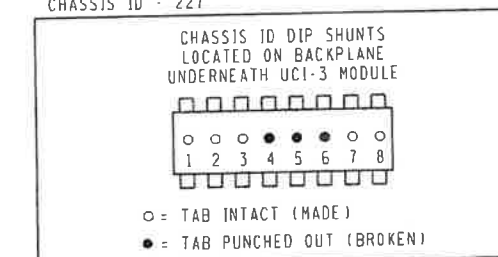 CHASSIS ID - 227
CHASSIS ID DIP SHUNTS
LOCATED ON BACKPLANE
UNDERNEATH UCI-3 MODULE
1 2 3 4 5 6 7 8
○ = TAB INTACT (MADE)
● = TAB PUNCHED OUT (BROKEN)